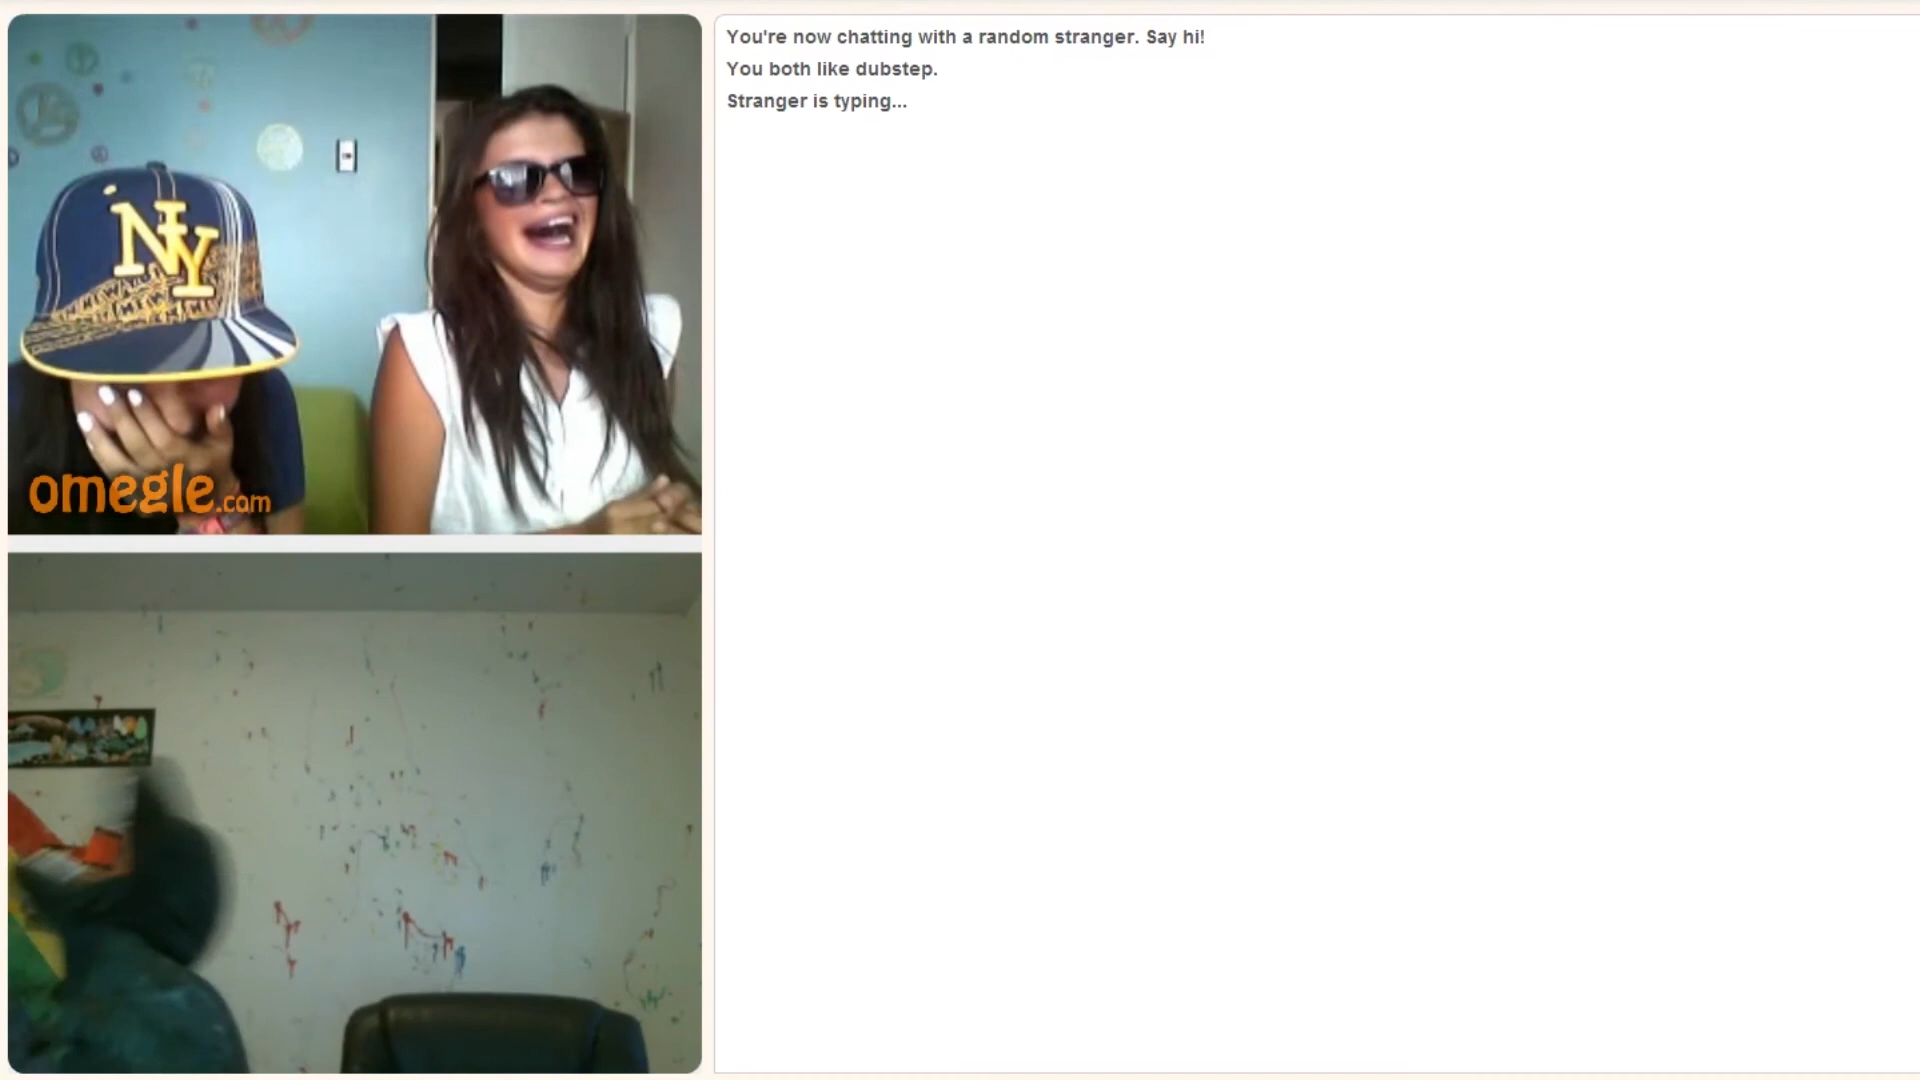 You're now chatting with a random stranger. Say hi!
You both like dubstep.
Stranger is typing...
NY
omegle.com